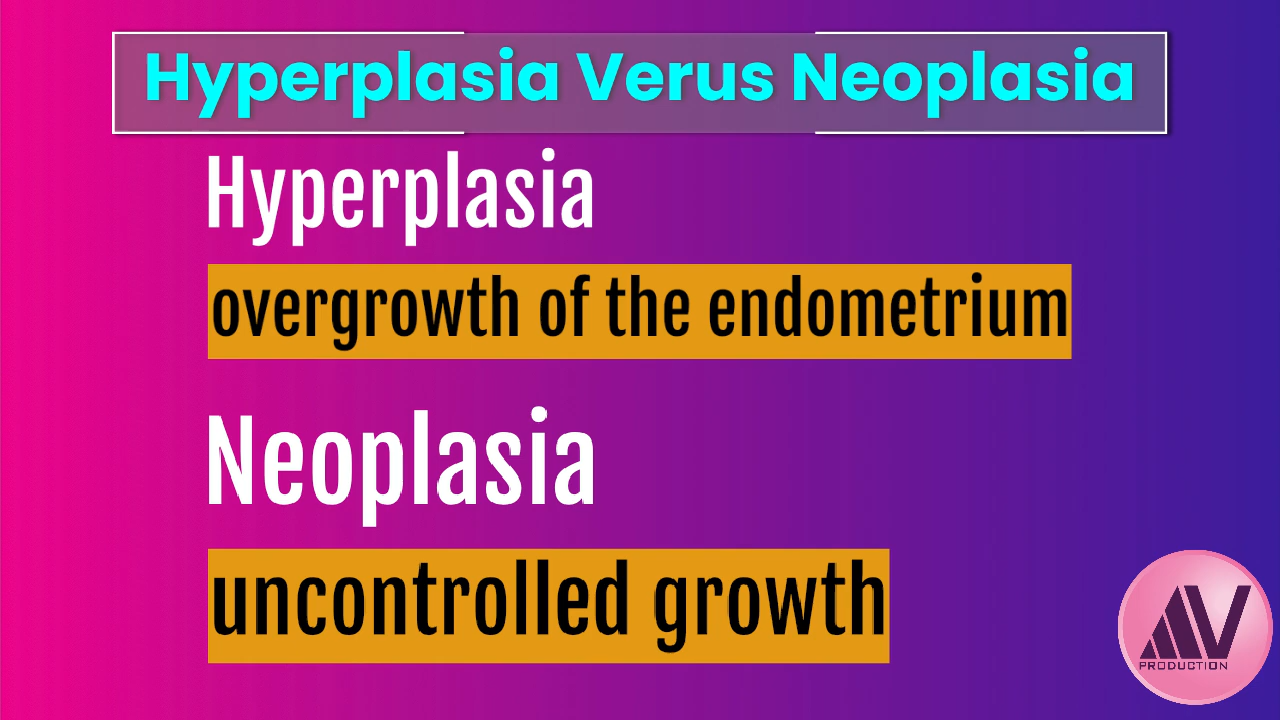 Hyperplasia Verus Neoplasia
Hyperplasia
overgrowth of the endometrium
Neoplasia
uncontrolled growth
AV
PRODUCTION